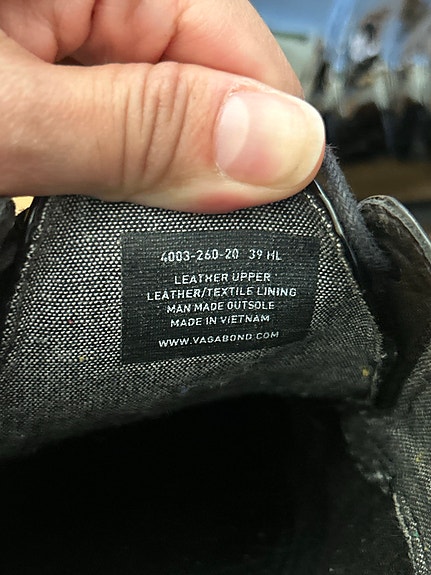 4003-260-20 39 HL
LEATHER UPPER
LEATHER/TEXTILE LINING
MAN MADE OUTSOLE
MADE IN VIETNAM
WWW.VAGABOND.COM